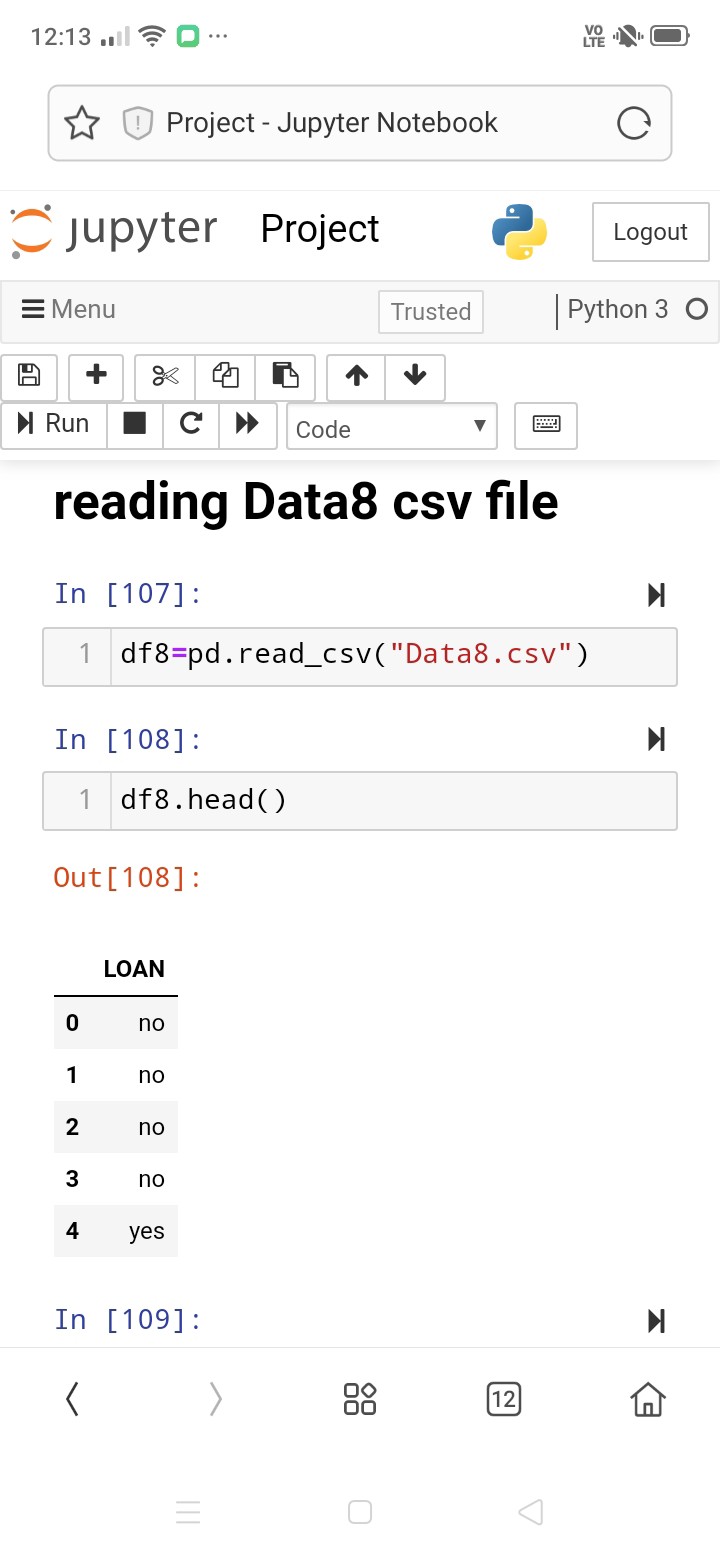 12:13 ... VO LTE
Project - Jupyter Notebook
jupyter Project Logout
Menu Trusted Python 3
Run Code
reading Data8 csv file
In [107]:
1 df8=pd.read_csv("Data8.csv")
In [108]:
1 df8.head()
Out[108]:
LOAN
0 no
1 no
2 no
3 no
4 yes
In [109]:
12